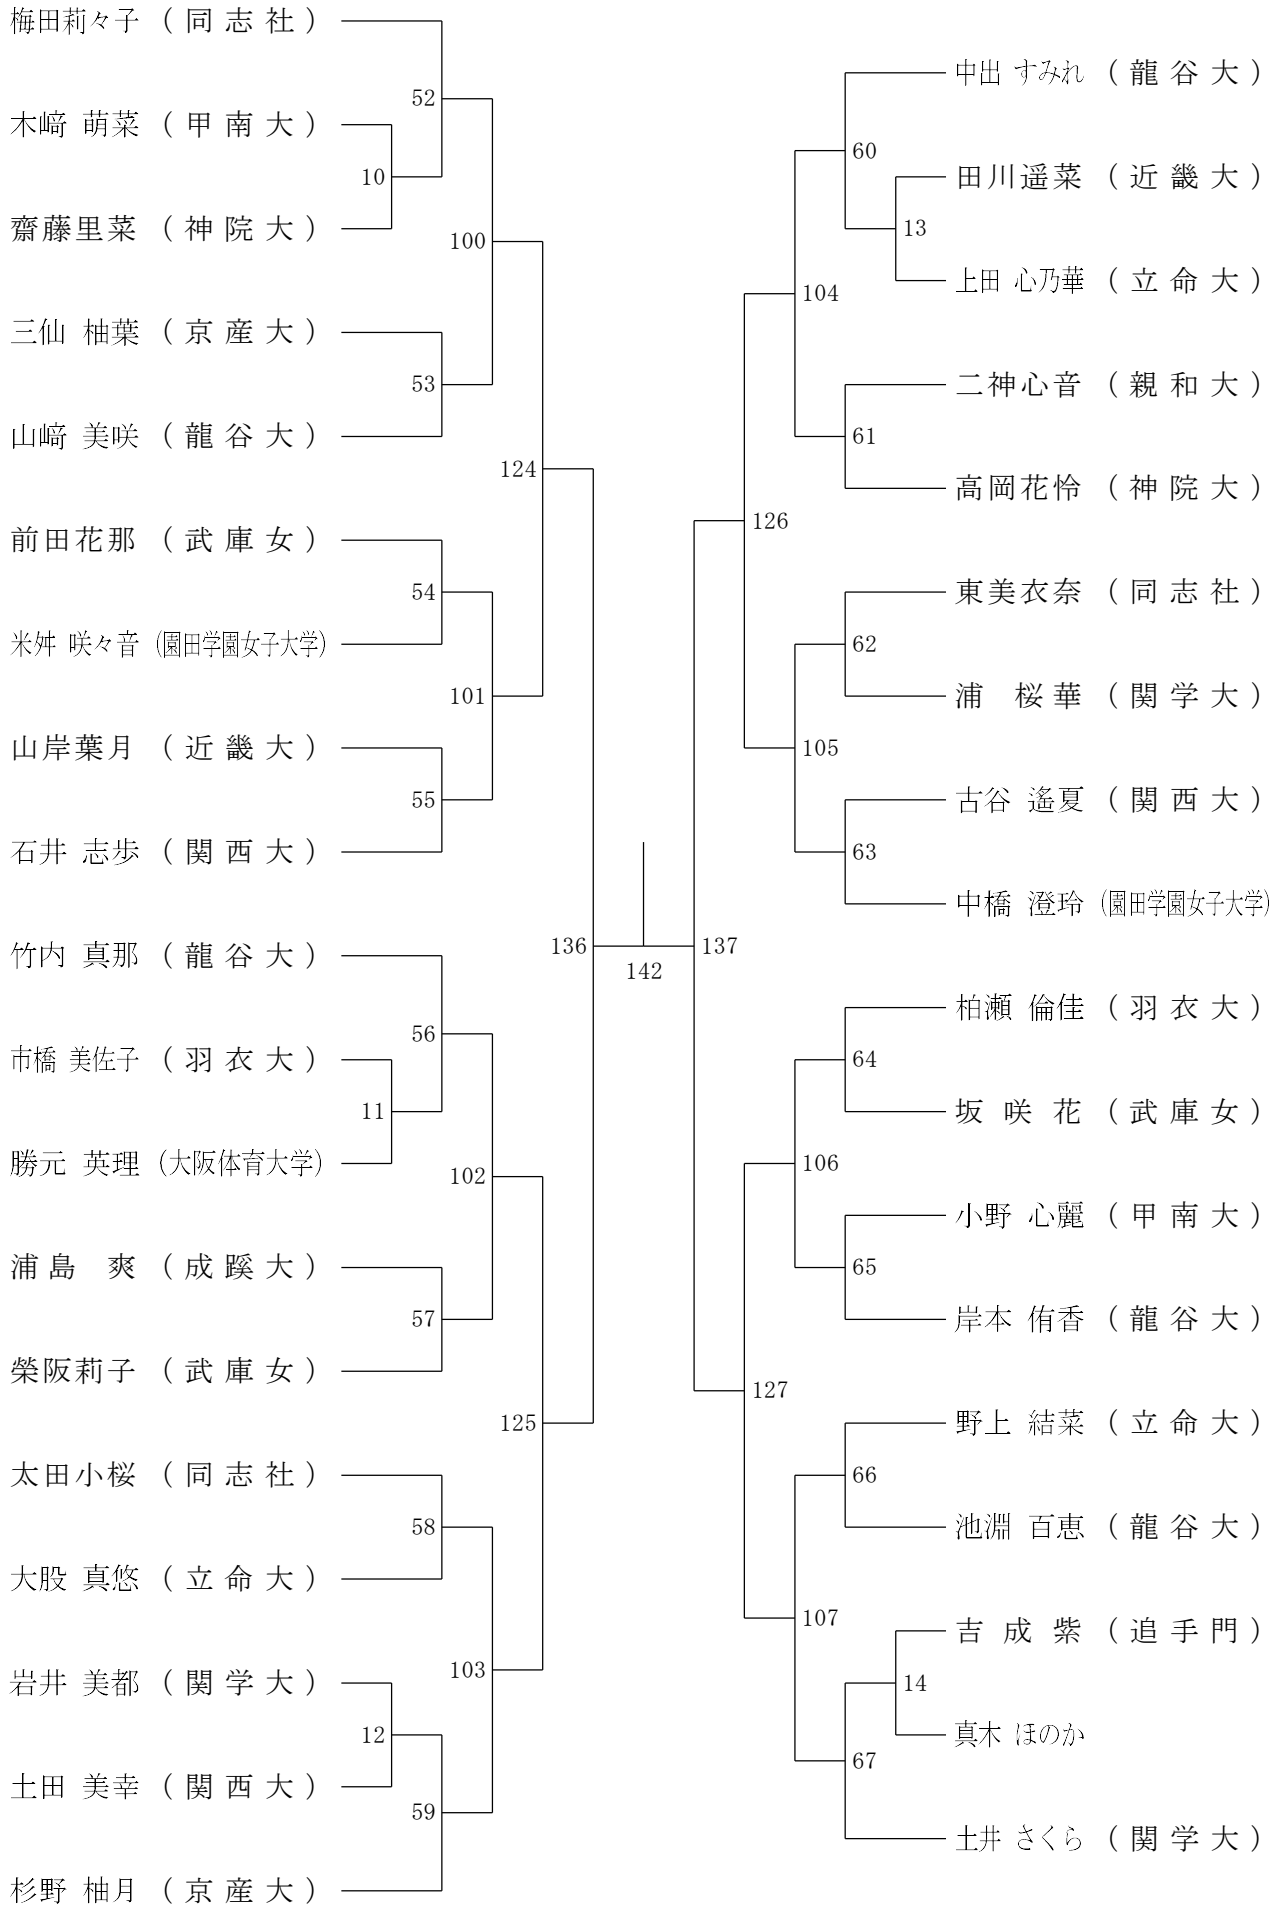 梅田莉々子 (同志社)
52
木﨑 萌菜 (甲南大)
10
齋藤里菜 (神院大)
100
三仙 柚葉 (京産大)
53
山﨑 美咲 (龍谷大)
124
前田花那 (武庫女)
54
米舛 咲々音 (園田学園女子大学)
101
山岸葉月 (近畿大)
55
石井 志歩 (関西大)
136
竹内 真那 (龍谷大)
56
市橋 美佐子 (羽衣大)
11
勝元 英理 (大阪体育大学)
102
浦島 爽 (成蹊大)
57
榮阪莉子 (武庫女)
125
太田小桜 (同志社)
58
大股 真悠 (立命大)
103
岩井 美都 (関学大)
12
土田 美幸 (関西大)
59
杉野 柚月 (京産大)
142
中出 すみれ (龍谷大)
60
田川遥菜 (近畿大)
13
上田 心乃華 (立命大)
104
二神心音 (親和大)
61
高岡花怜 (神院大)
126
東美衣奈 (同志社)
62
浦 桜華 (関学大)
105
古谷 遙夏 (関西大)
63
中橋 澄玲 (園田学園女子大学)
137
柏瀬 倫佳 (羽衣大)
64
坂咲花 (武庫女)
106
小野 心麗 (甲南大)
65
岸本 侑香 (龍谷大)
127
野上 結菜 (立命大)
66
池淵 百恵 (龍谷大)
107
吉成紫 (追手門)
14
真木 ほのか
67
土井 さくら (関学大)